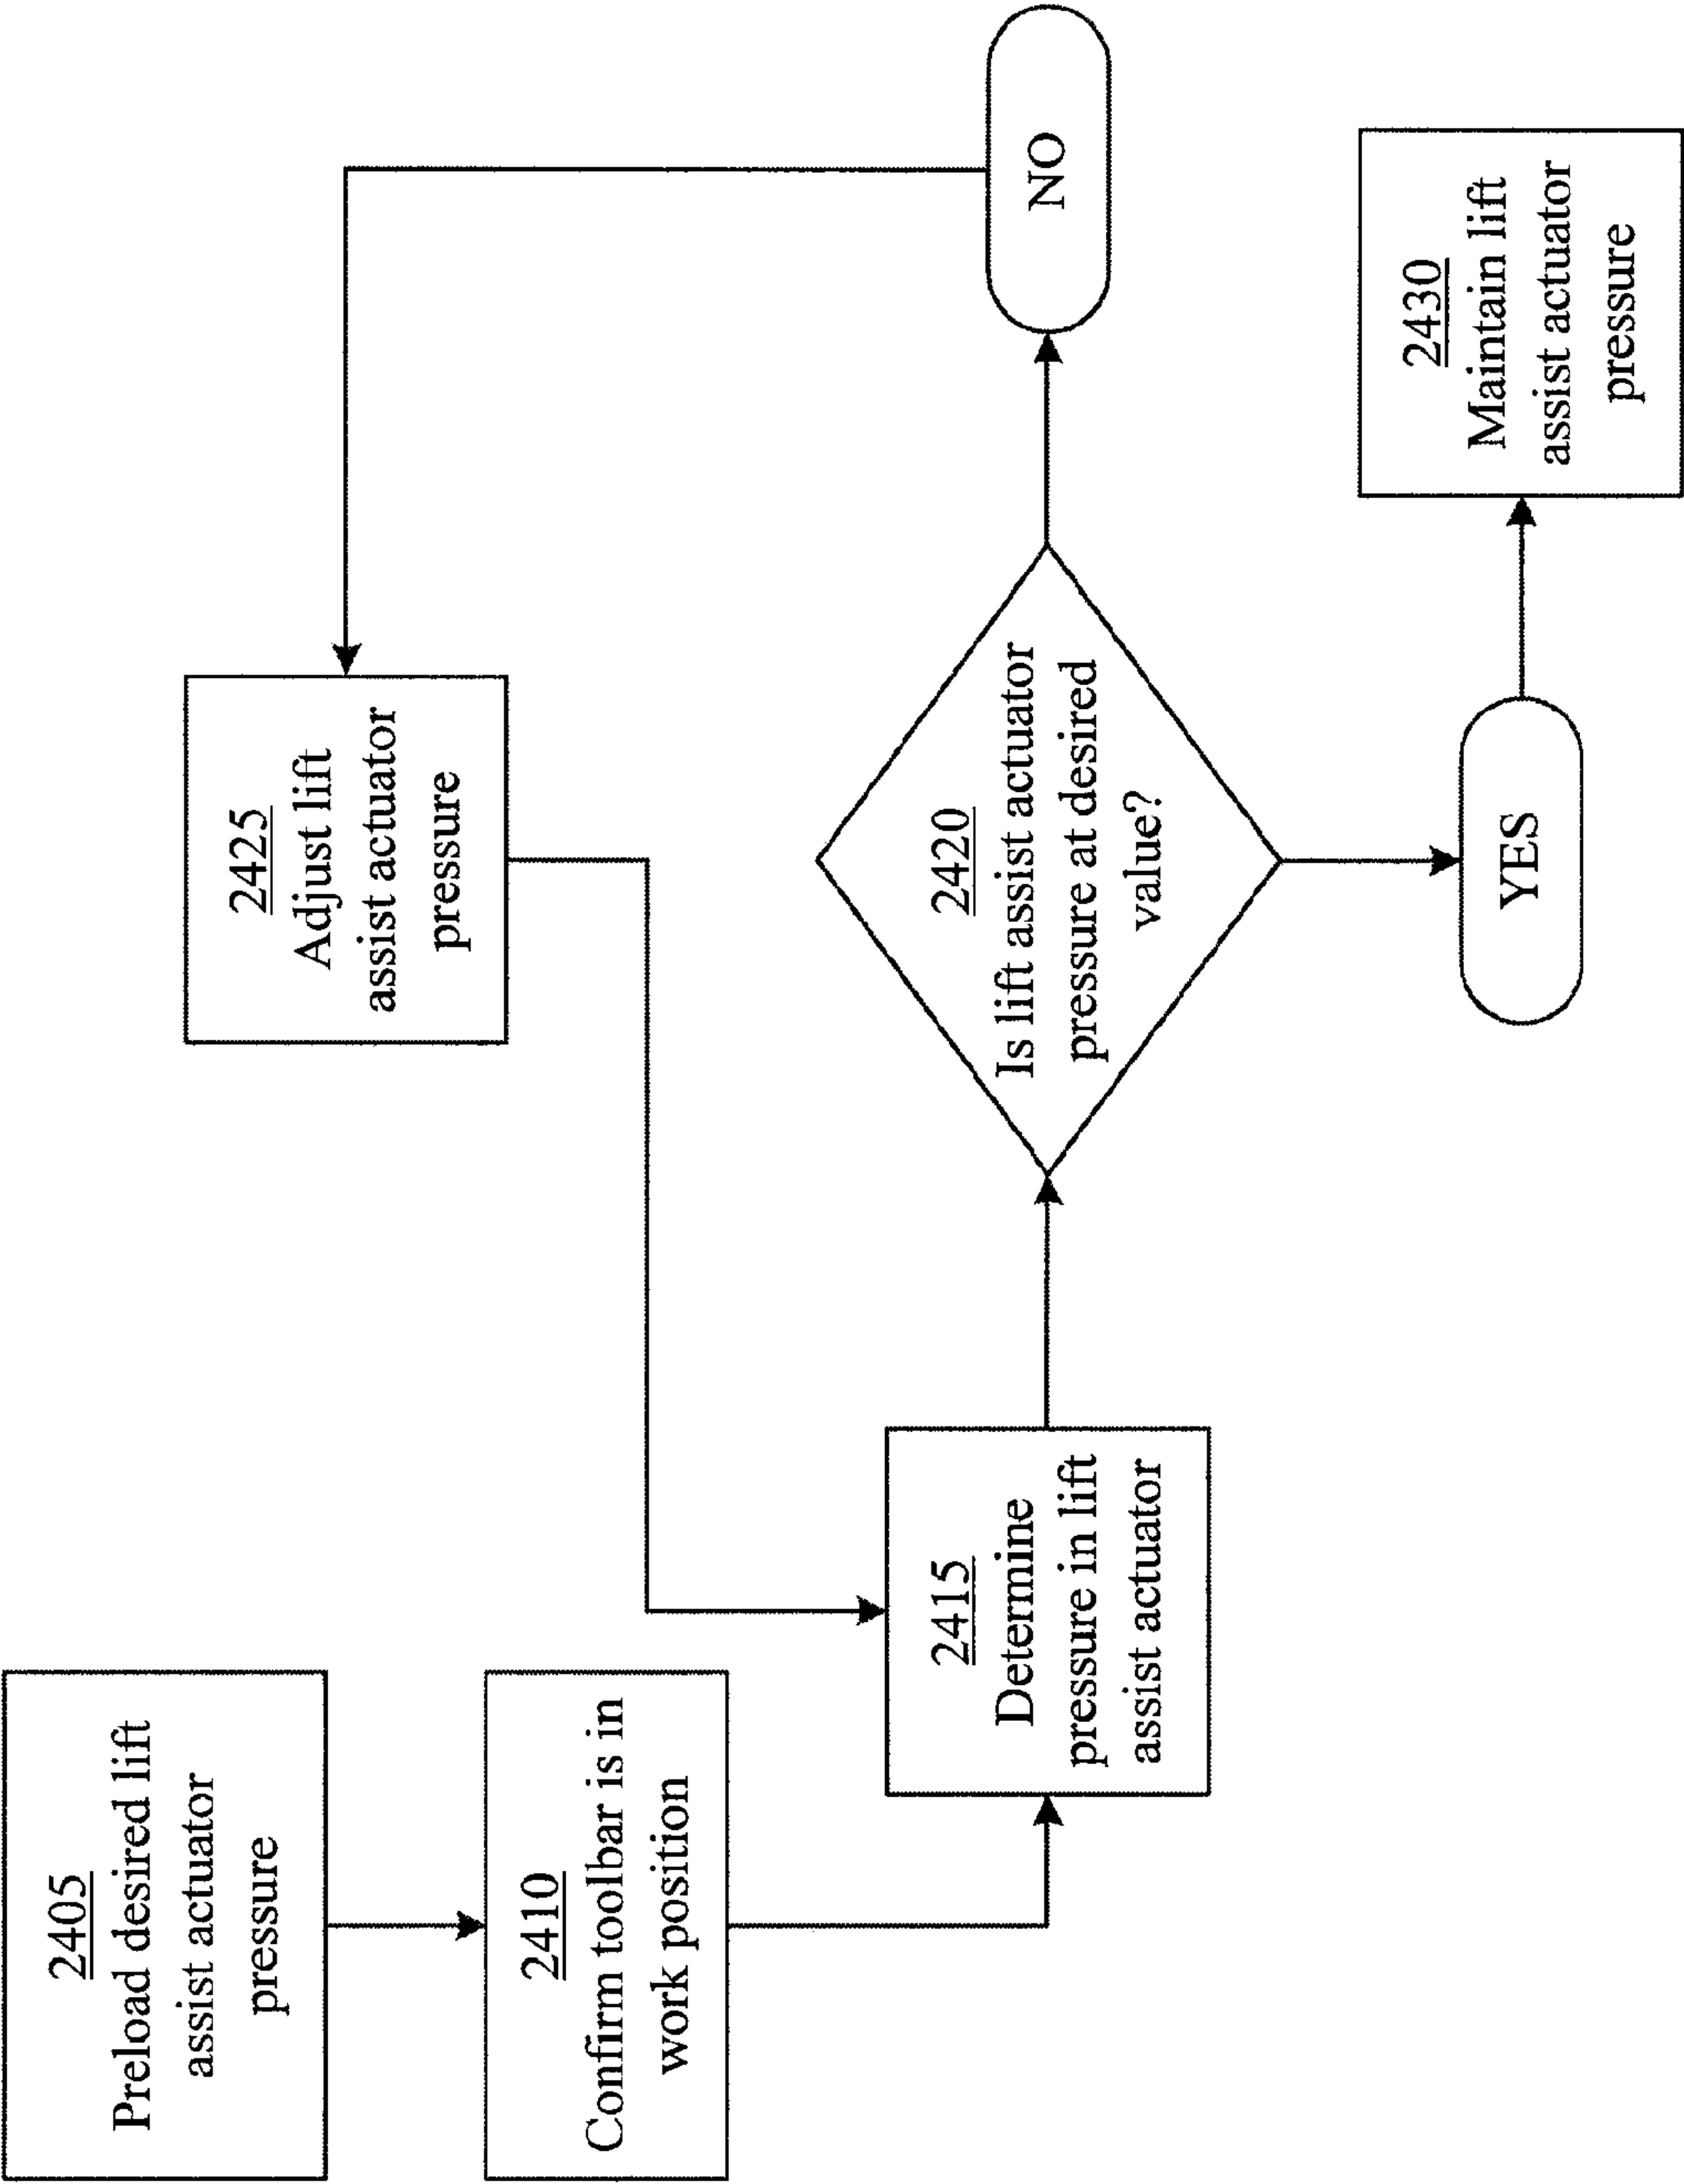 2405
Preload desired lift
assist actuator
pressure
2410
Confirm toolbar is in
work position
2415
Determine
pressure in lift
assist actuator
2420
Is lift assist actuator
pressure at desired
value?
NO
2425
Adjust lift
assist actuator
pressure
YES
2430
Maintain lift
assist actuator
pressure